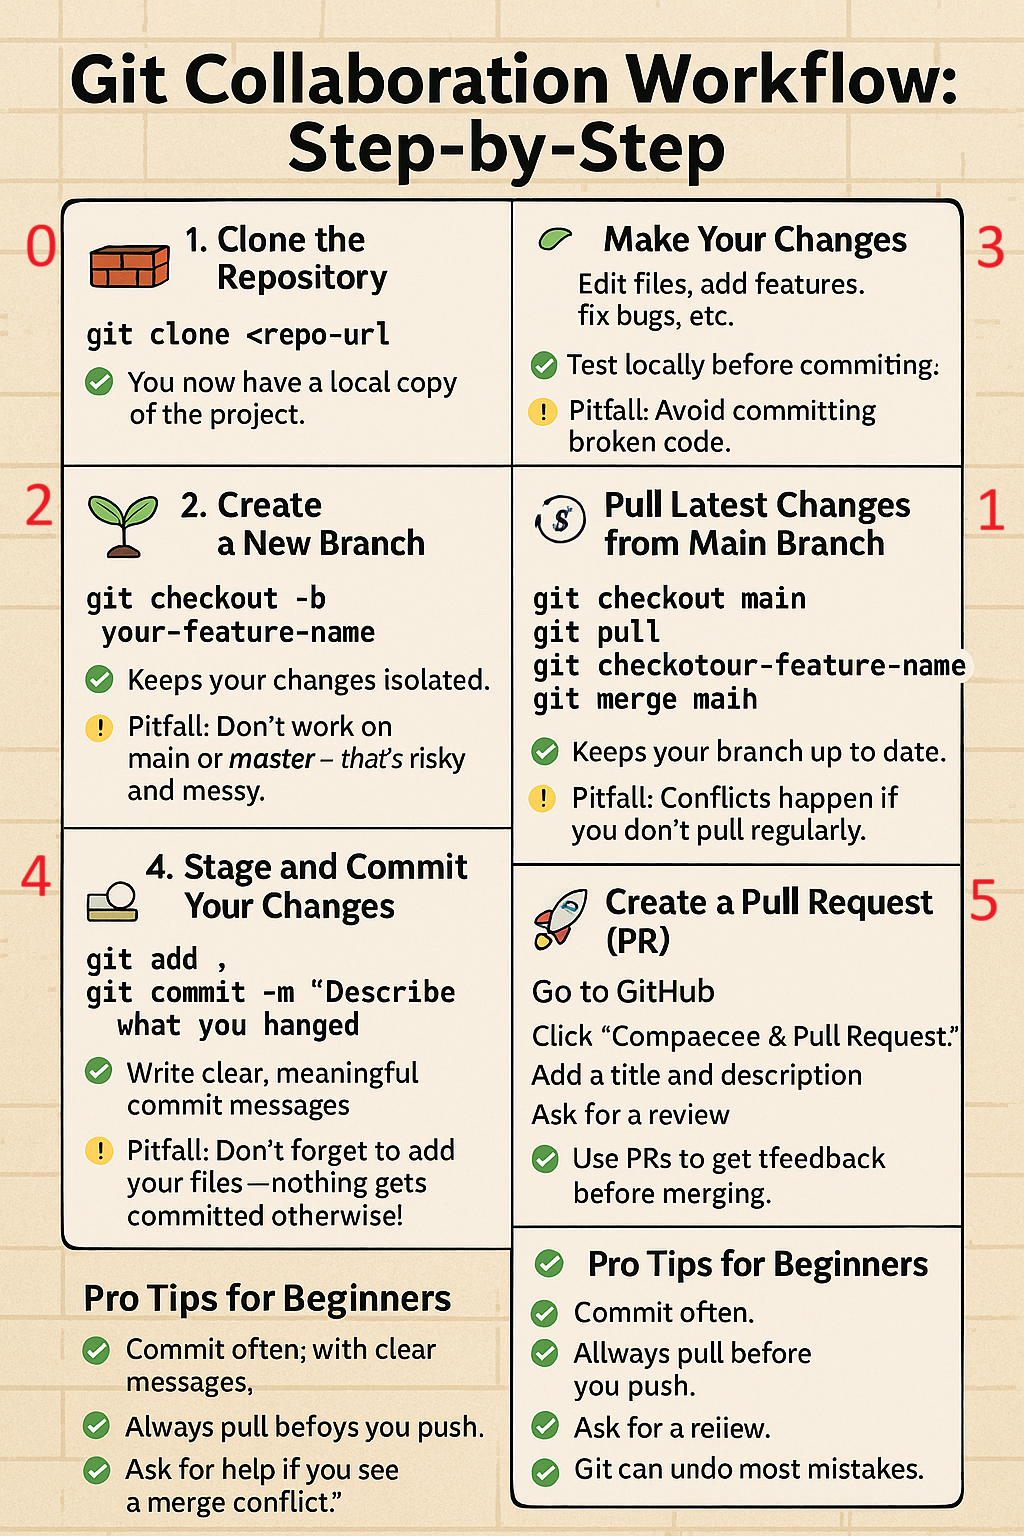 Git Collaboration Workflow:
Step-by-Step
0
1. Clone the
Repository
git clone <repo-url
You now have a local copy
of the project.
3
Make Your Changes
Edit files, add features.
fix bugs, etc.
Test locally before commiting:
Pitfall: Avoid committing
broken code.
2
2. Create
a New Branch
git checkout -b
your-feature-name
Keeps your changes isolated.
Pitfall: Don't work on
main or master – that's risky
and messy.
1
Pull Latest Changes
from Main Branch
git checkout main
git pull
git checkotour-feature-name
git merge maih
Keeps your branch up to date.
Pitfall: Conflicts happen if
you don't pull regularly.
4
4. Stage and Commit
Your Changes
git add ,
git commit -m “Describe
what you hanged
Write clear, meaningful
commit messages
Pitfall: Don't forget to add
your files—nothing gets
committed otherwise!
5
Create a Pull Request
(PR)
Go to GitHub
Click “Compaecee & Pull Request.”
Add a title and description
Ask for a review
Use PRs to get tfeedback
before merging.
Pro Tips for Beginners
Commit often; with clear
messages,
Always pull befoys you push.
Ask for help if you see
a merge conflict.”
Pro Tips for Beginners
Commit often.
Allways pull before
you push.
Ask for a reiiew.
Git can undo most mistakes.